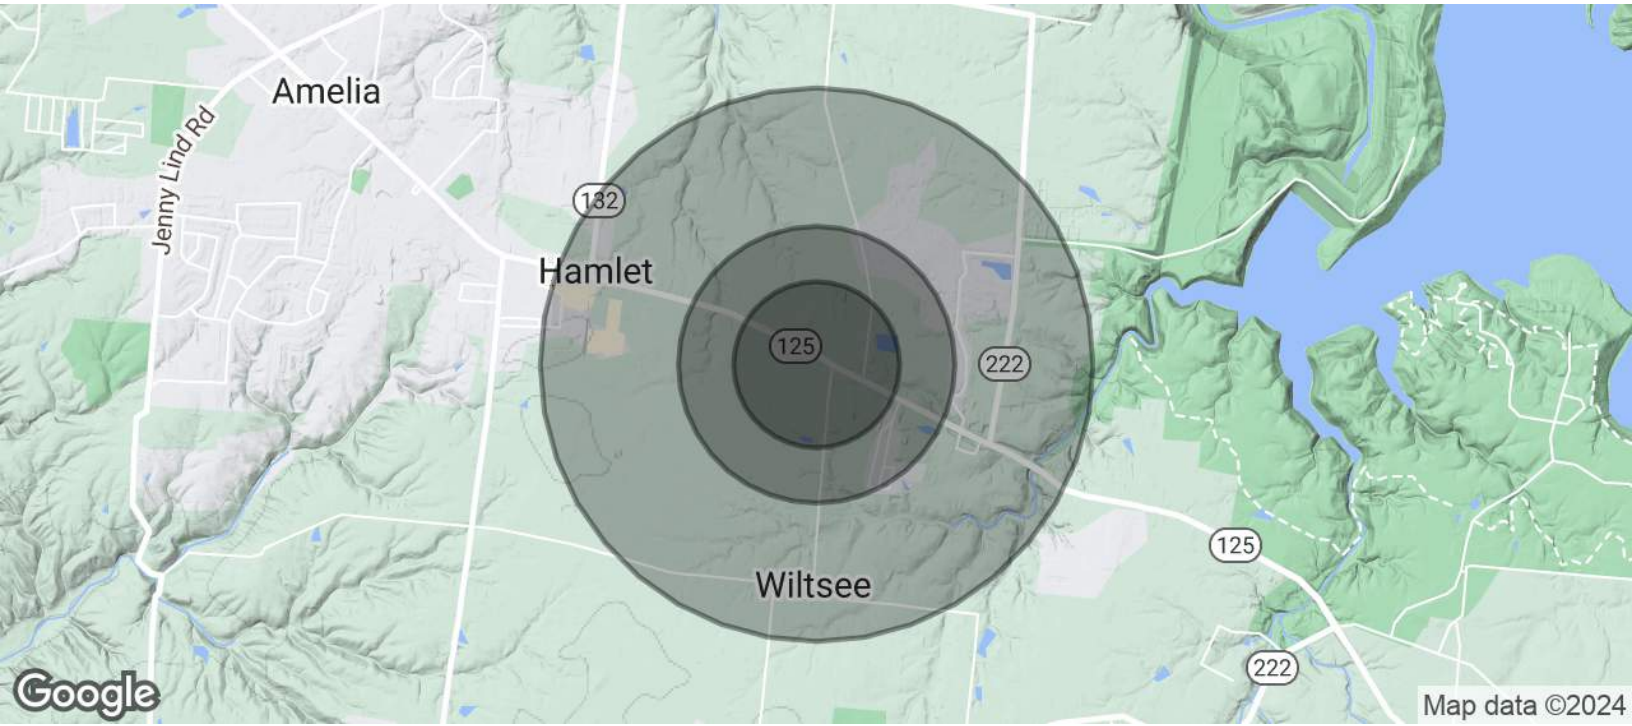 Amelia
Jenny Lind Rd
132
Hamlet
125
222
125
Wiltsee
222
Google
Map data ©2024